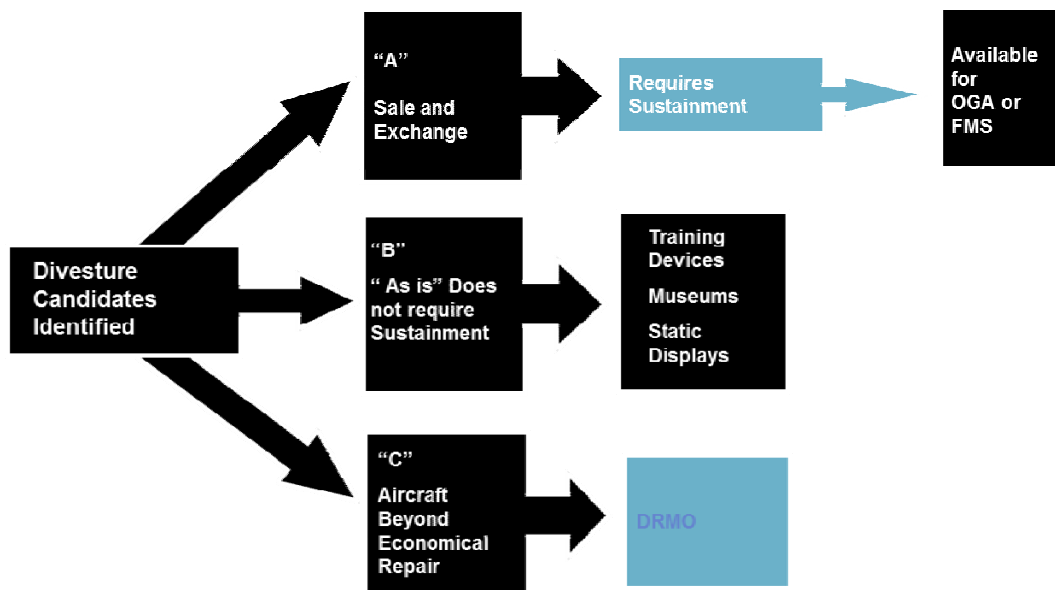 Divesture
Candidates
Identified
“A”
Sale and
Exchange
Requires
Sustainment
Available
for
OGA or
FMS
“B”
“ As is” Does
not require
Sustainment
Training
Devices
Museums
Static
Displays
“C”
Aircraft
Beyond
Economical
Repair
DRMO